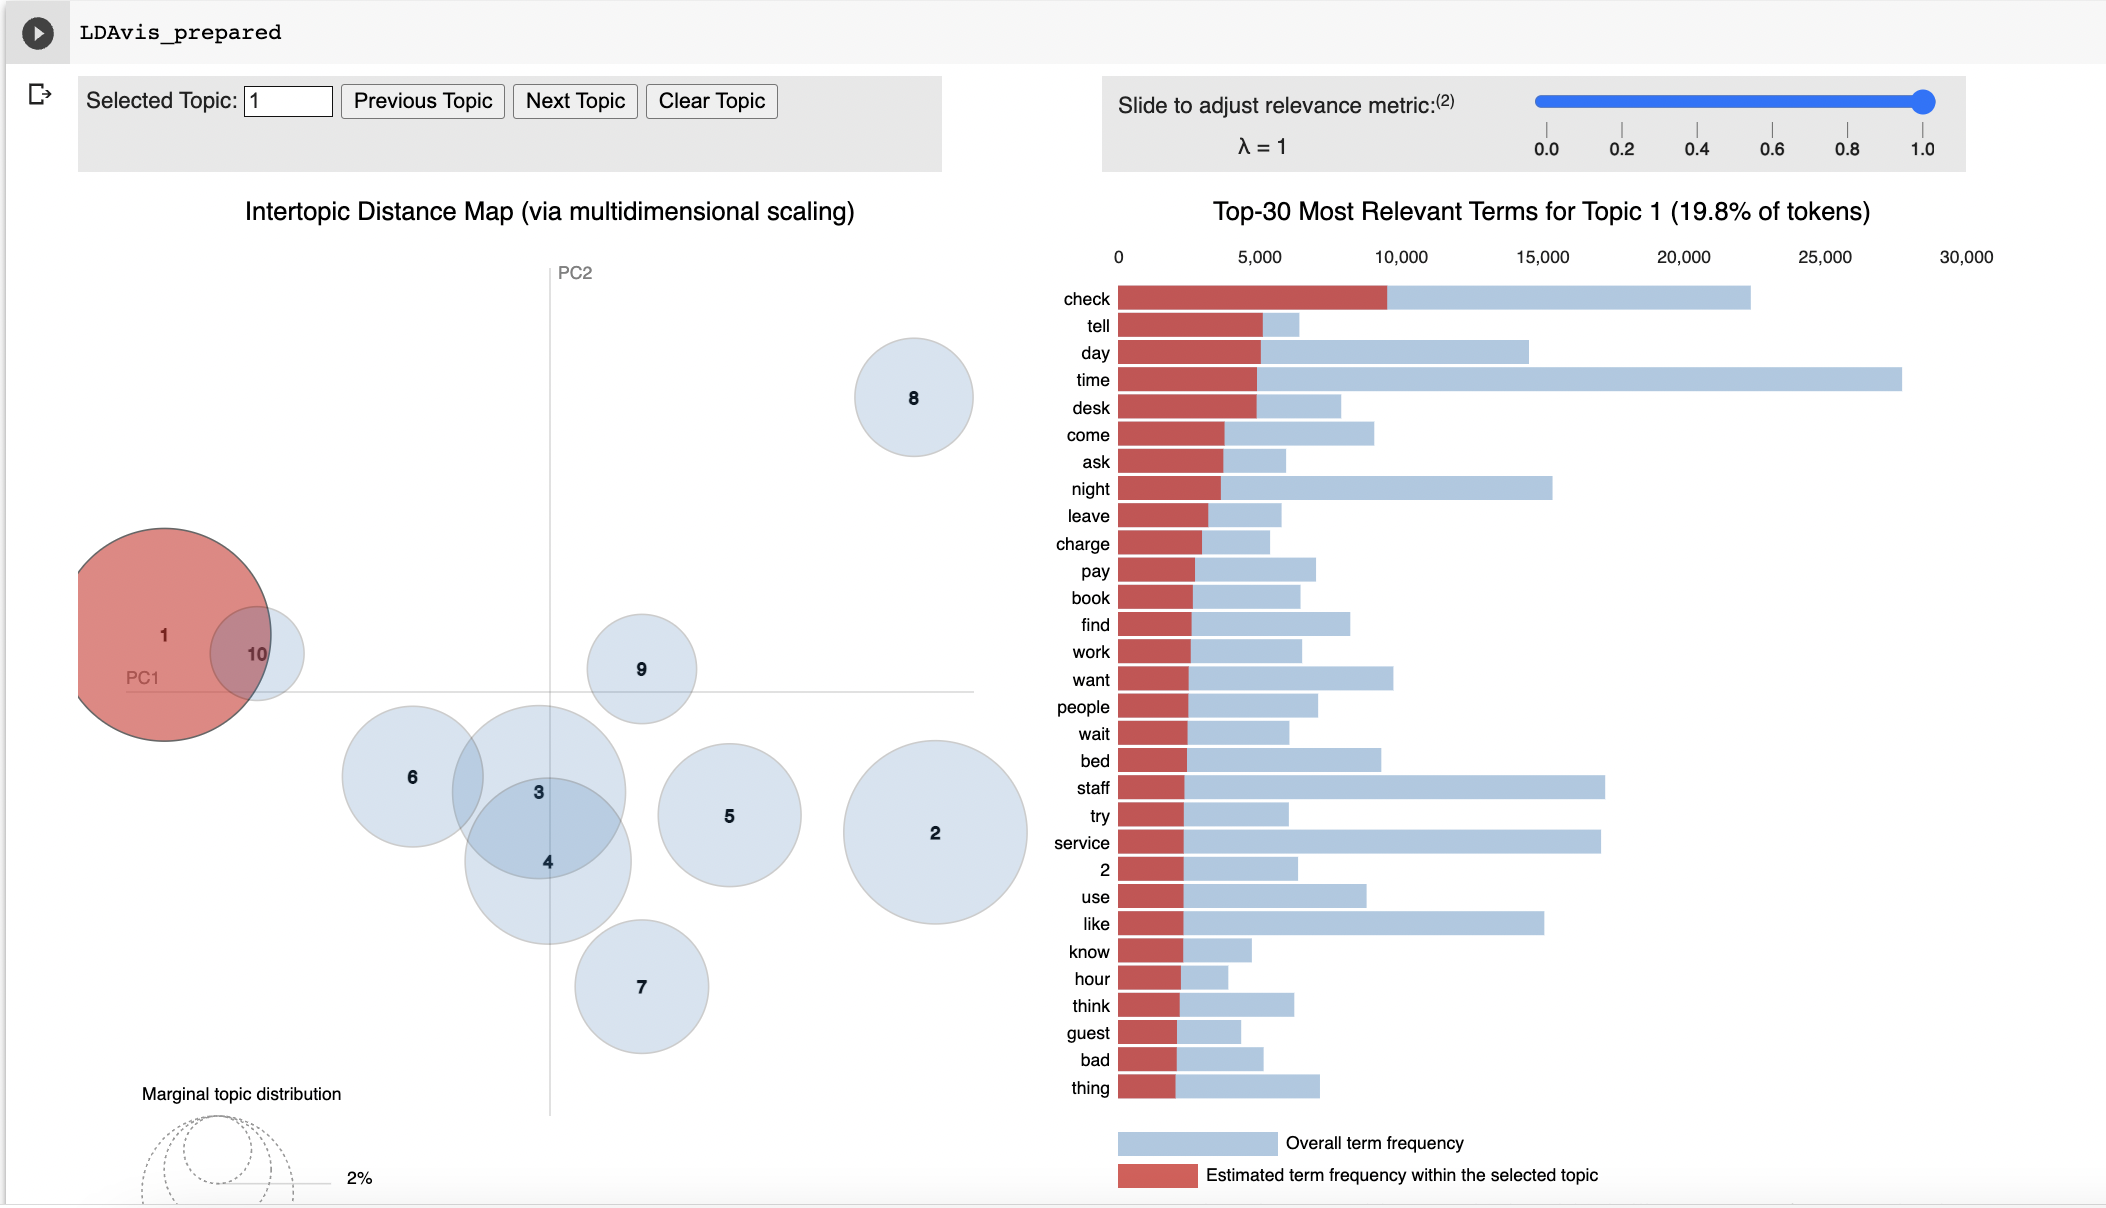 LDAvis_prepared
Selected Topic: 1 Previous Topic Next Topic Clear Topic
Slide to adjust relevance metric:(2)
λ = 1
0.0 0.2 0.4 0.6 0.8 1.0
Intertopic Distance Map (via multidimensional scaling)
PC2
8
1
10
PC1
9
6
3
5
2
4
7
Marginal topic distribution
2%
Top-30 Most Relevant Terms for Topic 1 (19.8% of tokens)
0 5,000 10,000 15,000 20,000 25,000 30,000
check
tell
day
time
desk
come
ask
night
leave
charge
pay
book
find
work
want
people
wait
bed
staff
try
service
2
use
like
know
hour
think
guest
bad
thing
Overall term frequency
Estimated term frequency within the selected topic